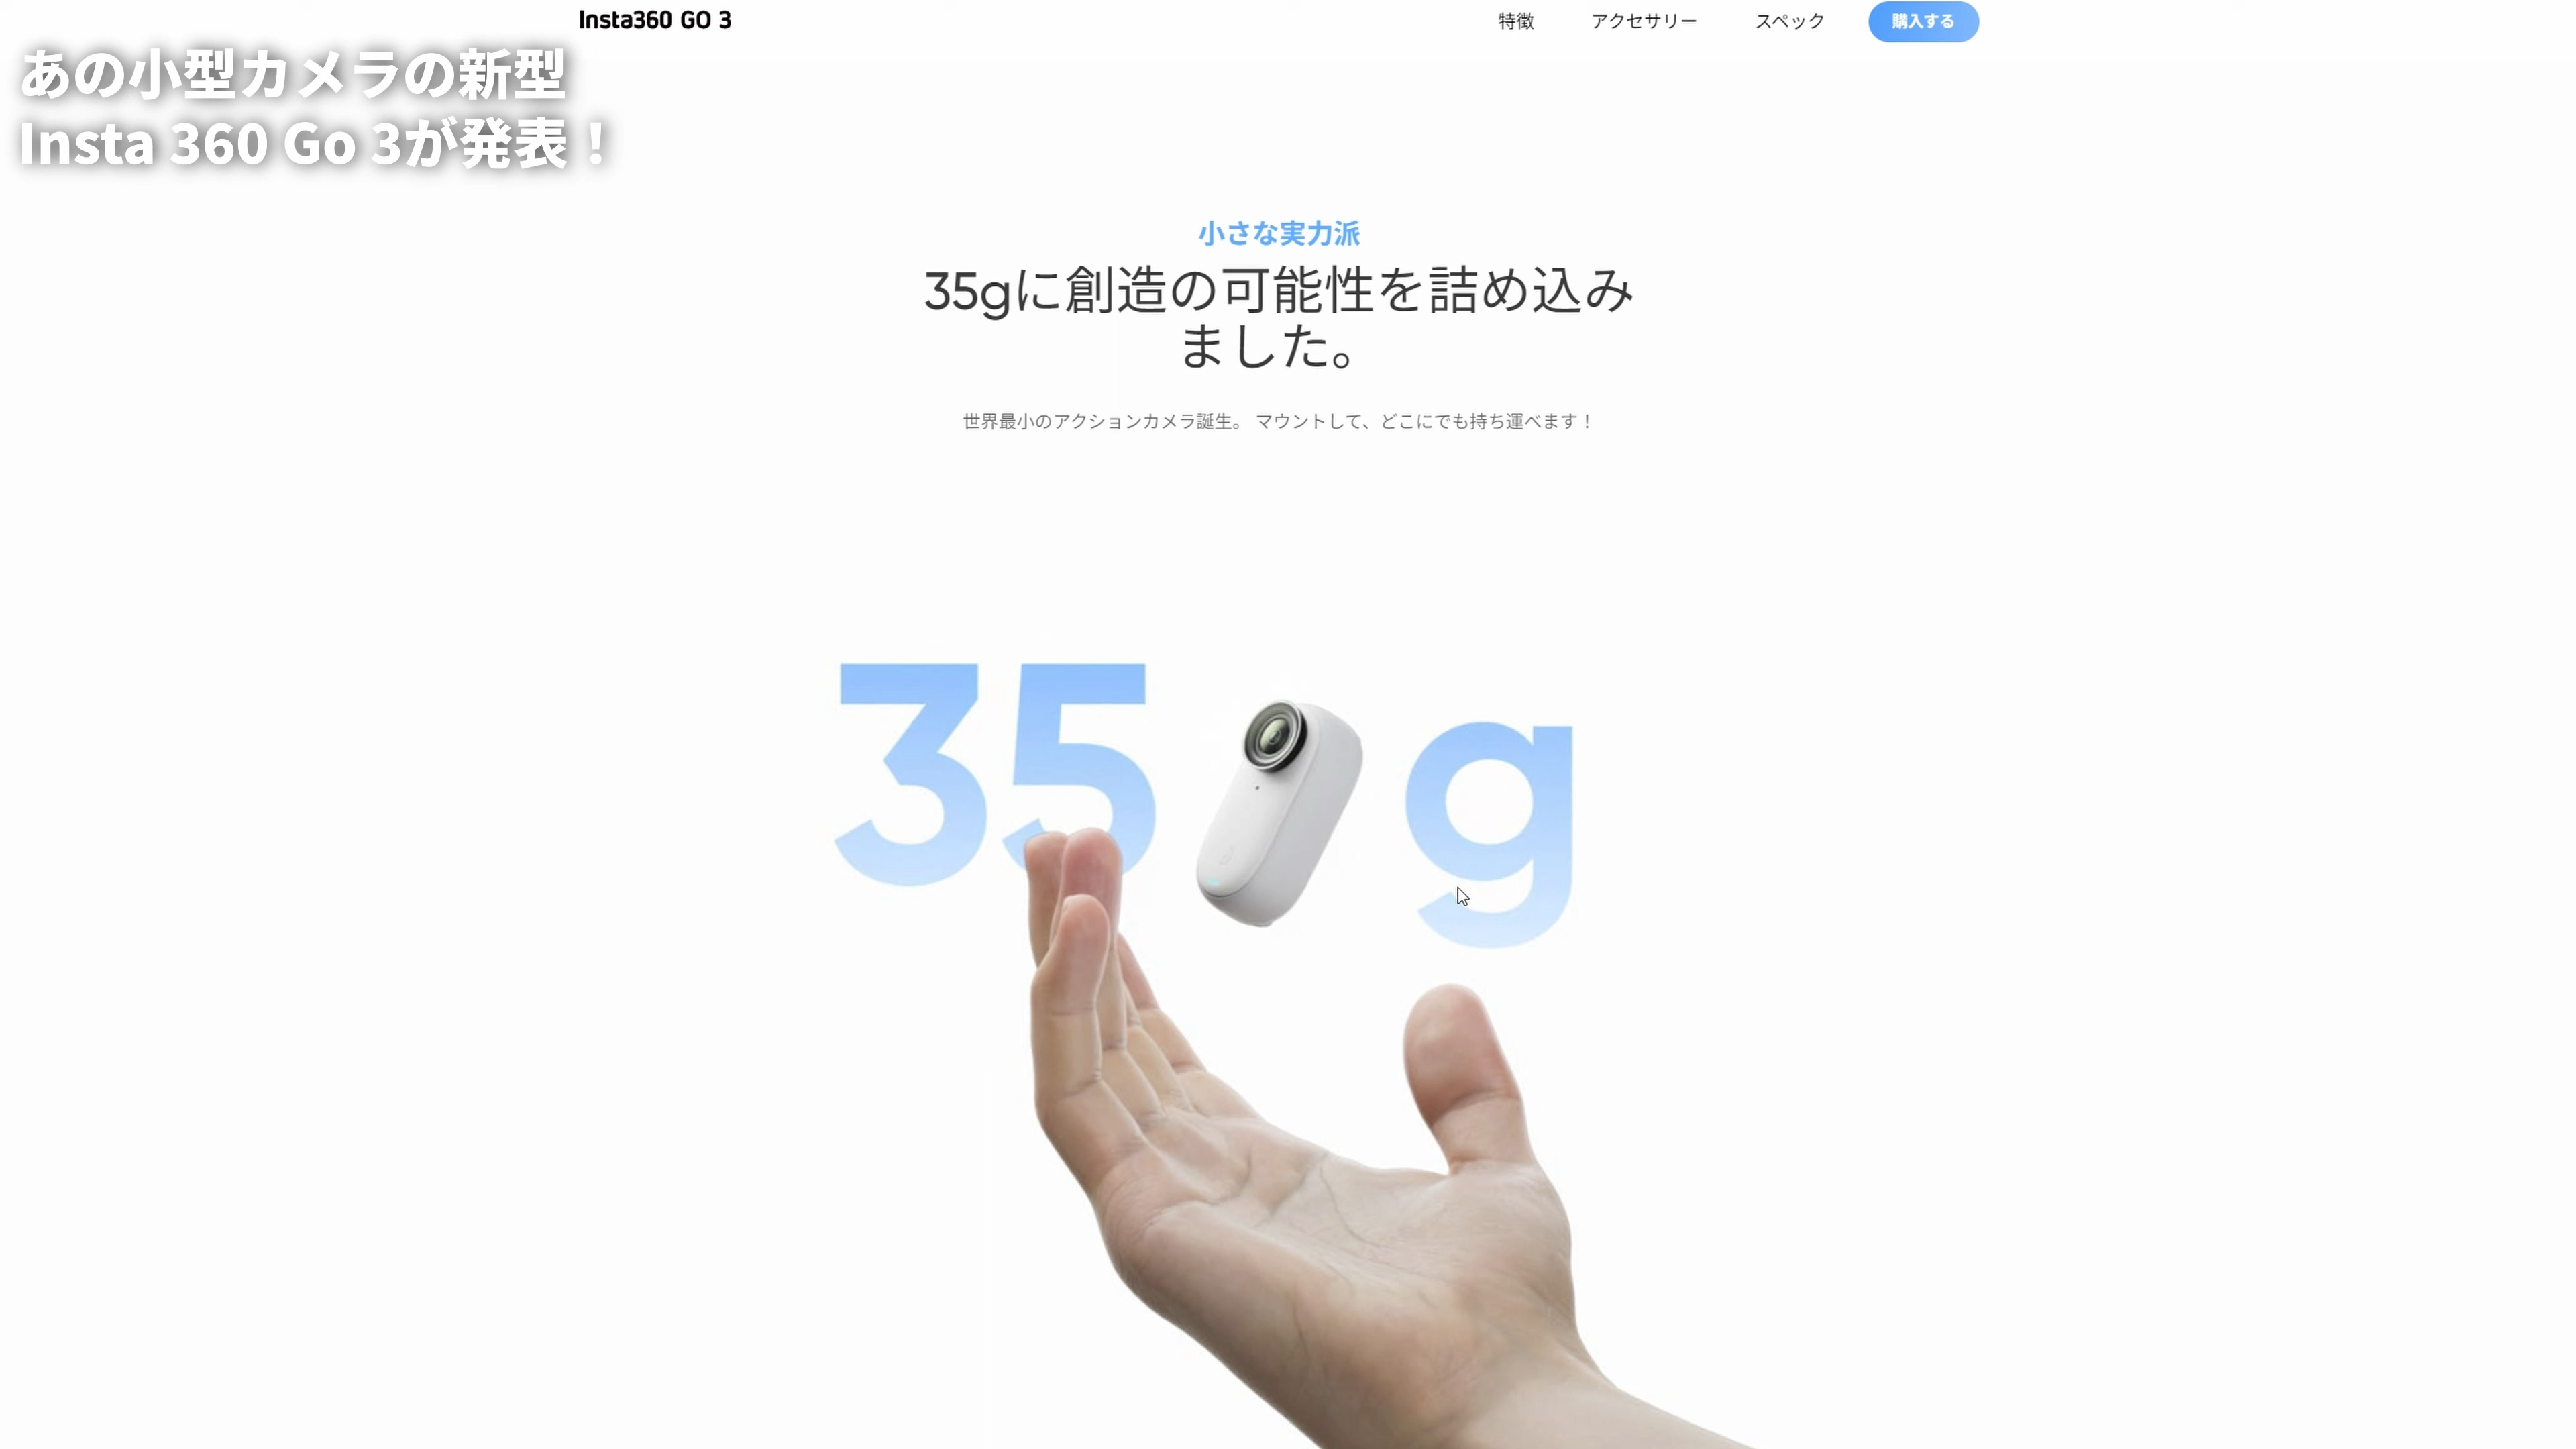 Insta360 GO 3
特徴
アクセサリー
スペック
購入する
あの小型カメラの新型
Insta 360 Go 3が発表！
小さな実力派
35gに創造の可能性を詰め込み
ました。
世界最小のアクションカメラ誕生。 マウントして、どこにでも持ち運べます！
35 g